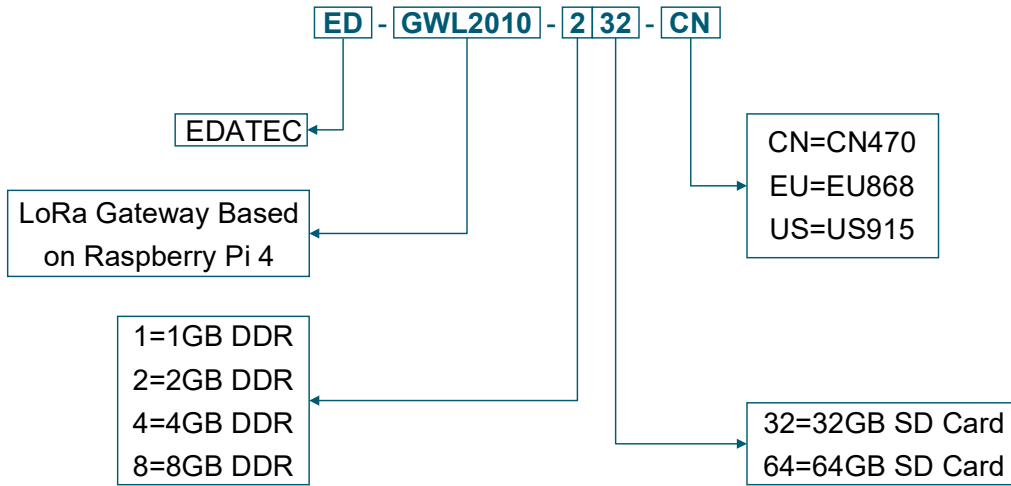 ED - GWL2010 - 2 32 - CN
EDATEC
CN=CN470
EU=EU868
US=US915
LoRa Gateway Based
on Raspberry Pi 4
1=1GB DDR
2=2GB DDR
4=4GB DDR
8=8GB DDR
32=32GB SD Card
64=64GB SD Card